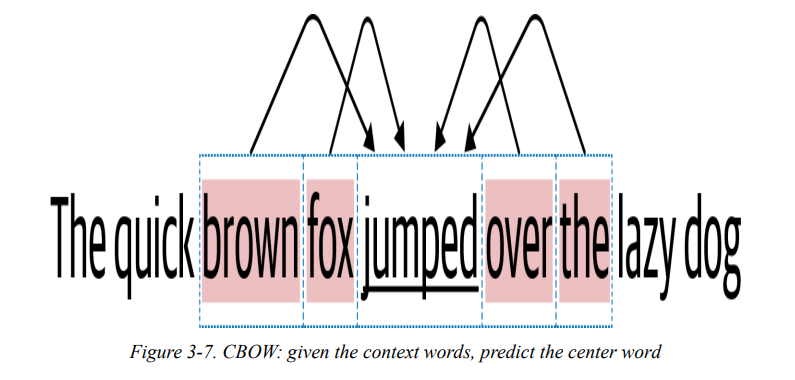 The quick brown fox jumped over the lazy dog
Figure 3-7. CBOW: given the context words, predict the center word